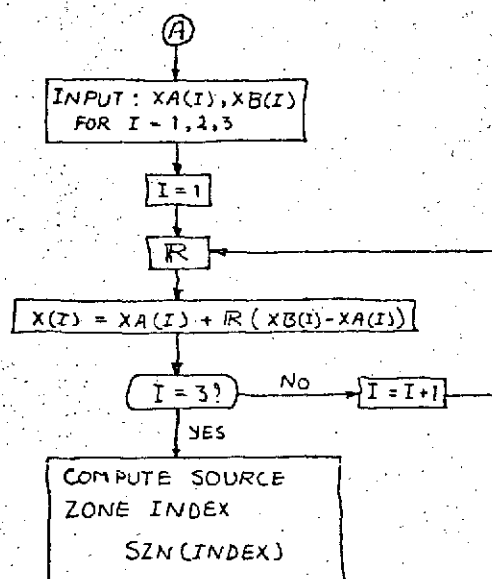 A
INPUT: XA(I), XB(I)
FOR I = 1,2,3
I = 1
ℝ
X(I) = XA(I) + ℝ (XB(I)-XA(I))
I = 3?
NO
I = I+1
YES
COMPUTE SOURCE
ZONE INDEX
SZN(INDEX)